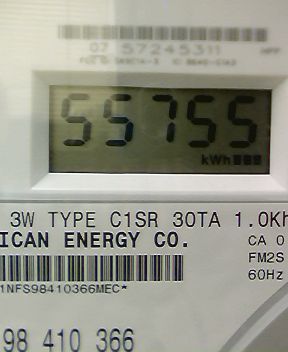 07 57245311
55755
kWh
3W TYPE C1SR 30TA 1.0Kh
ICAN ENERGY CO.
CA 0
FM2S
60Hz
1NFS98410366MEC*
98 410 366